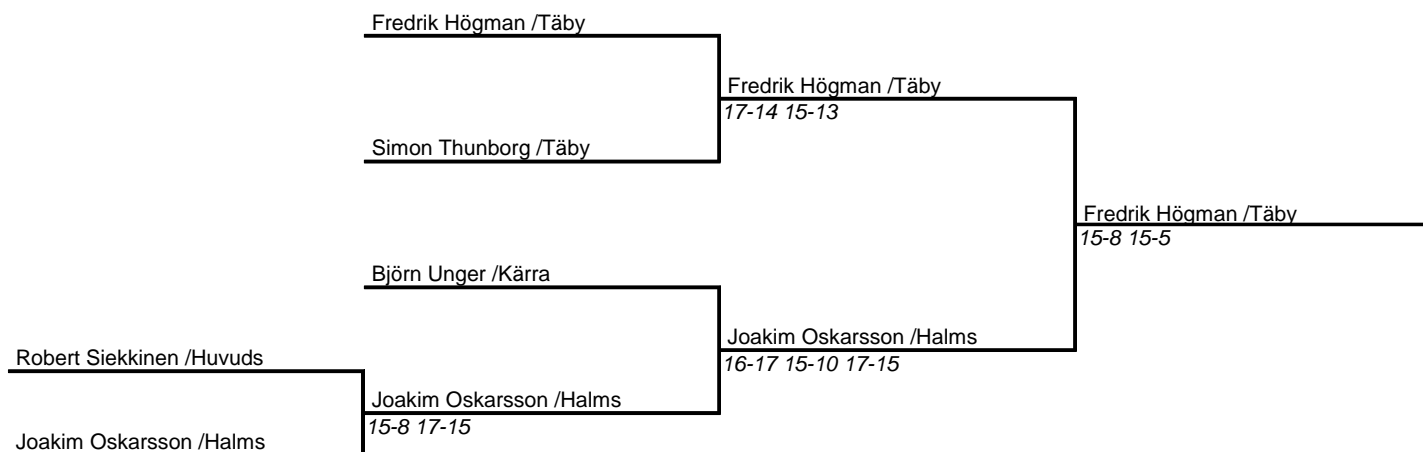 Fredrik Högman /Täby
Fredrik Högman /Täby
17-14 15-13
Simon Thunborg /Täby
Fredrik Högman /Täby
15-8 15-5
Björn Unger /Kärra
Joakim Oskarsson /Halms
16-17 15-10 17-15
Robert Siekkinen /Huvuds
Joakim Oskarsson /Halms
15-8 17-15
Joakim Oskarsson /Halms